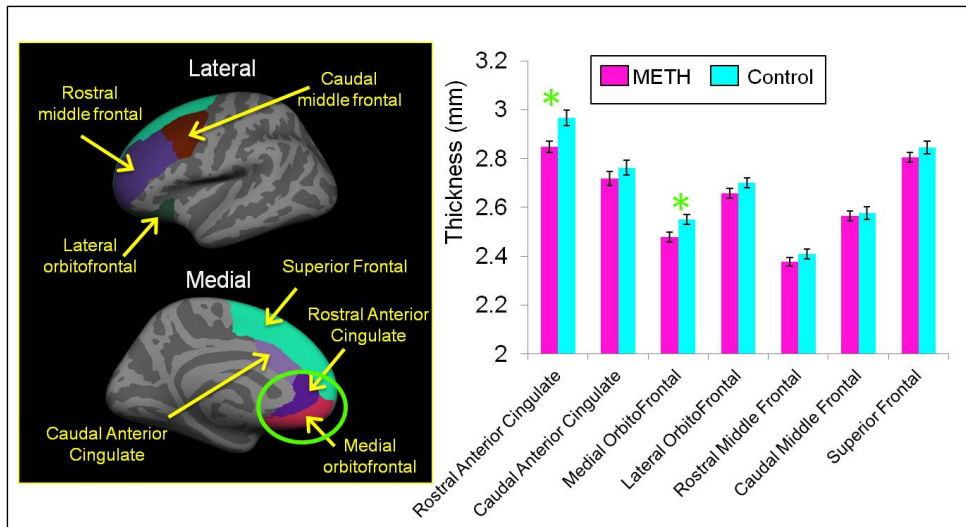 Lateral
Rostral
middle frontal
Caudal
middle frontal
Lateral
orbitofrontal
Medial
Superior Frontal
Rostral Anterior
Cingulate
Caudal Anterior
Cingulate
Medial
orbitofrontal
METH
Control
Thickness (mm)
3.2
3
2.8
2.6
2.4
2.2
2
*
*
Rostral Anterior Cingulate
Caudal Anterior Cingulate
Medial OrbitoFrontal
Lateral OrbitoFrontal
Rostral Middle Frontal
Caudal Middle Frontal
Superior Frontal